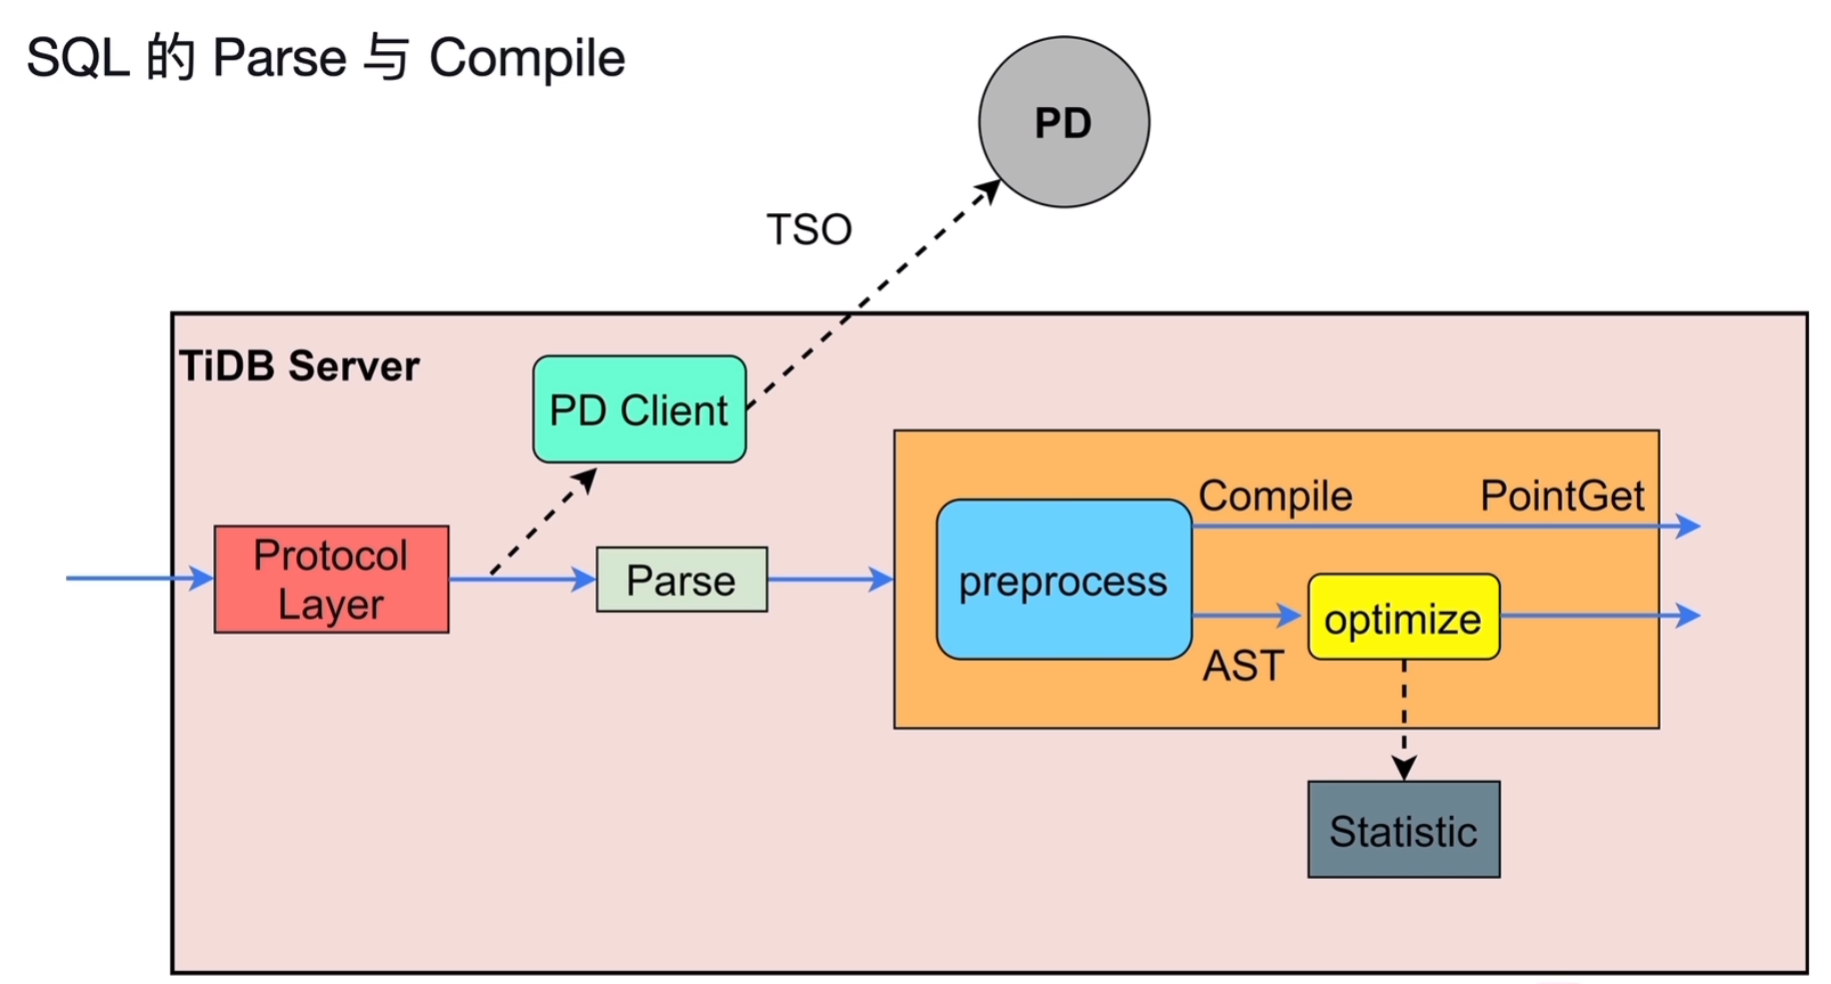 SQL 的 Parse 与 Compile
PD
TSO
TiDB Server
PD Client
Compile
PointGet
Protocol
Layer
Parse
preprocess
optimize
AST
Statistic